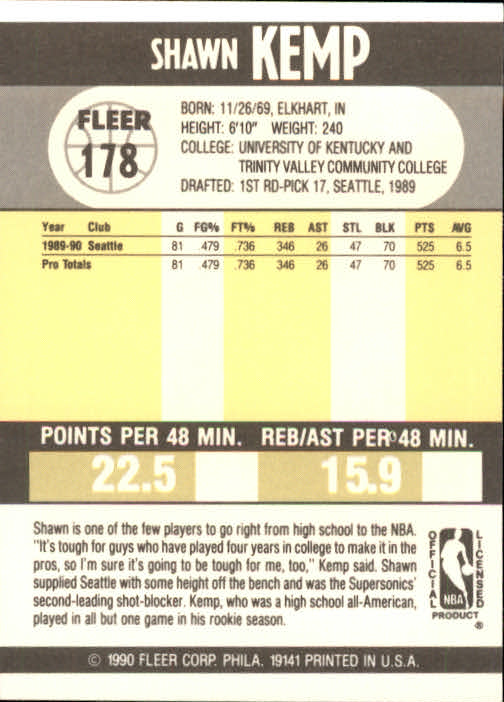 SHAWN KEMP
FLEER
178
BORN: 11/26/69, ELKHART, IN
HEIGHT: 6'10" WEIGHT: 240
COLLEGE: UNIVERSITY OF KENTUCKY AND
TRINITY VALLEY COMMUNITY COLLEGE
DRAFTED: 1ST RD-PICK 17, SEATTLE, 1989
Year Club G FG% FT% REB AST STL BLK PTS AVG
1989-90 Seattle 81 .479 .736 346 26 47 70 525 6.5
Pro Totals 81 .479 .736 346 26 47 70 525 6.5
POINTS PER 48 MIN. REB/AST PER 48 MIN.
22.5 15.9
Shawn is one of the few players to go right from high school to the NBA.
"It's tough for guys who have played four years in college to make it in the
pros, so I'm sure it's going to be tough for me, too," Kemp said. Shawn
supplied Seattle with some height off the bench and was the Supersonics'
second-leading shot-blocker. Kemp, who was a high school all-American,
played in all but one game in his rookie season.
OFFICIAL
NBA
LICENSED
PRODUCT
®
© 1990 FLEER CORP. PHILA. 19141 PRINTED IN U.S.A.